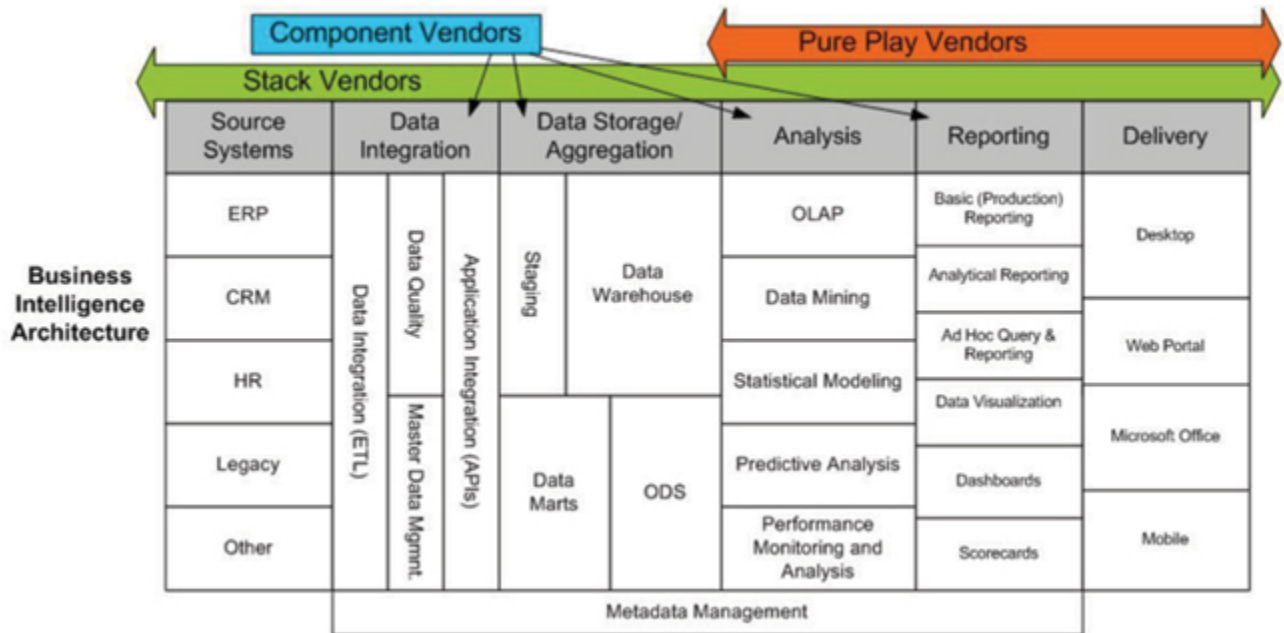 Component Vendors
Pure Play Vendors
Stack Vendors
Source
Systems
Data
Integration
Data Storage/
Aggregation
Analysis
Reporting
Delivery
Business
Intelligence
Architecture
ERP
CRM
HR
Legacy
Other
Data Integration (ETL)
Data Quality
Master Data Mgmnt.
Application Integration (APIs)
Staging
Data
Warehouse
Data
Marts
ODS
OLAP
Data Mining
Statistical Modeling
Predictive Analysis
Performance
Monitoring and
Analysis
Basic (Production)
Reporting
Analytical Reporting
Ad Hoc Query &
Reporting
Data Visualization
Dashboards
Scorecards
Desktop
Web Portal
Microsoft Office
Mobile
Metadata Management